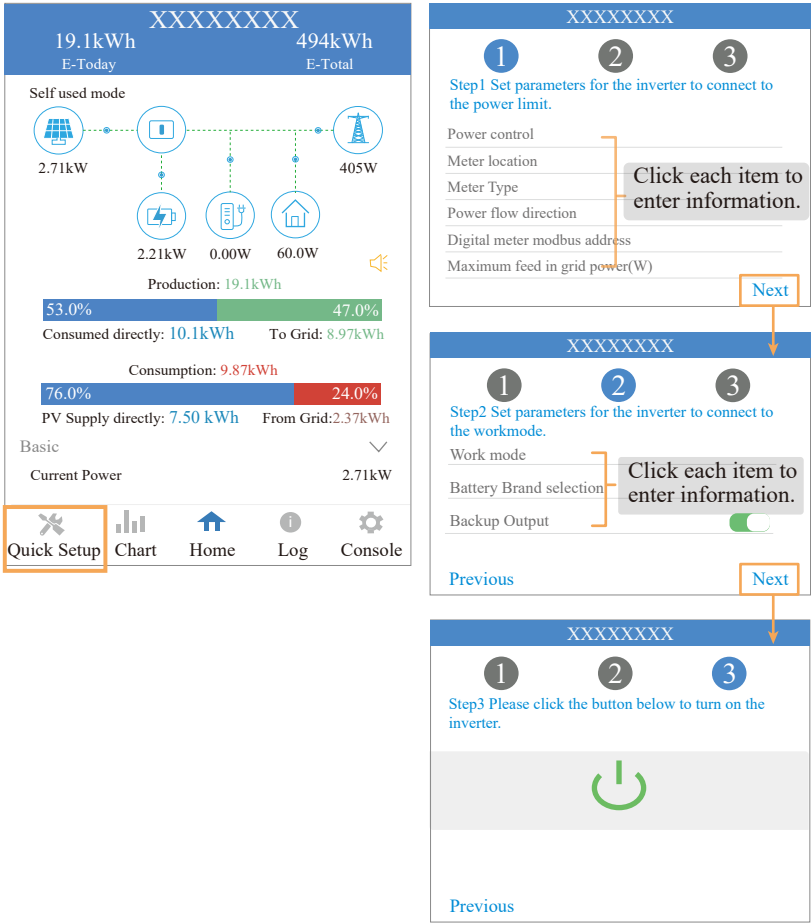 XXXXXXXX
19.1kWh 494kWh
E-Today E-Total
Self used mode
2.71kW 405W
2.21kW 0.00W 60.0W
Production: 19.1kWh
53.0% 47.0%
Consumed directly: 10.1kWh To Grid: 8.97kWh
Consumption: 9.87kWh
76.0% 24.0%
PV Supply directly: 7.50 kWh From Grid:2.37kWh
Basic
Current Power 2.71kW
Quick Setup Chart Home Log Console
XXXXXXXX
1 2 3
Step1 Set parameters for the inverter to connect to
the power limit.
Power control
Meter location
Meter Type
Power flow direction
Digital meter modbus address
Maximum feed in grid power(W)
Click each item to
enter information.
Next
XXXXXXXX
1 2 3
Step2 Set parameters for the inverter to connect to
the workmode.
Work mode
Battery Brand selection
Backup Output
Click each item to
enter information.
Previous Next
XXXXXXXX
1 2 3
Step3 Please click the button below to turn on the
inverter.
Previous